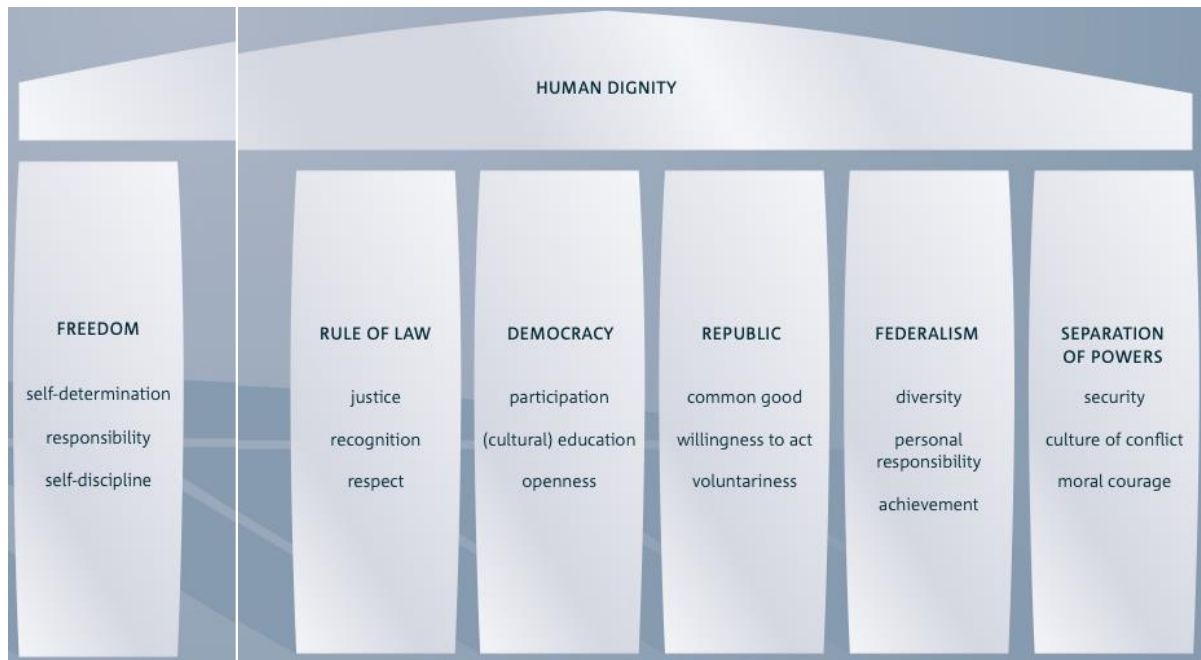 HUMAN DIGNITY
FREEDOM
self-determination
responsibility
self-discipline
RULE OF LAW
justice
recognition
respect
DEMOCRACY
participation
(cultural) education
openness
REPUBLIC
common good
willingness to act
voluntariness
FEDERALISM
diversity
personal
responsibility
achievement
SEPARATION
OF POWERS
security
culture of conflict
moral courage